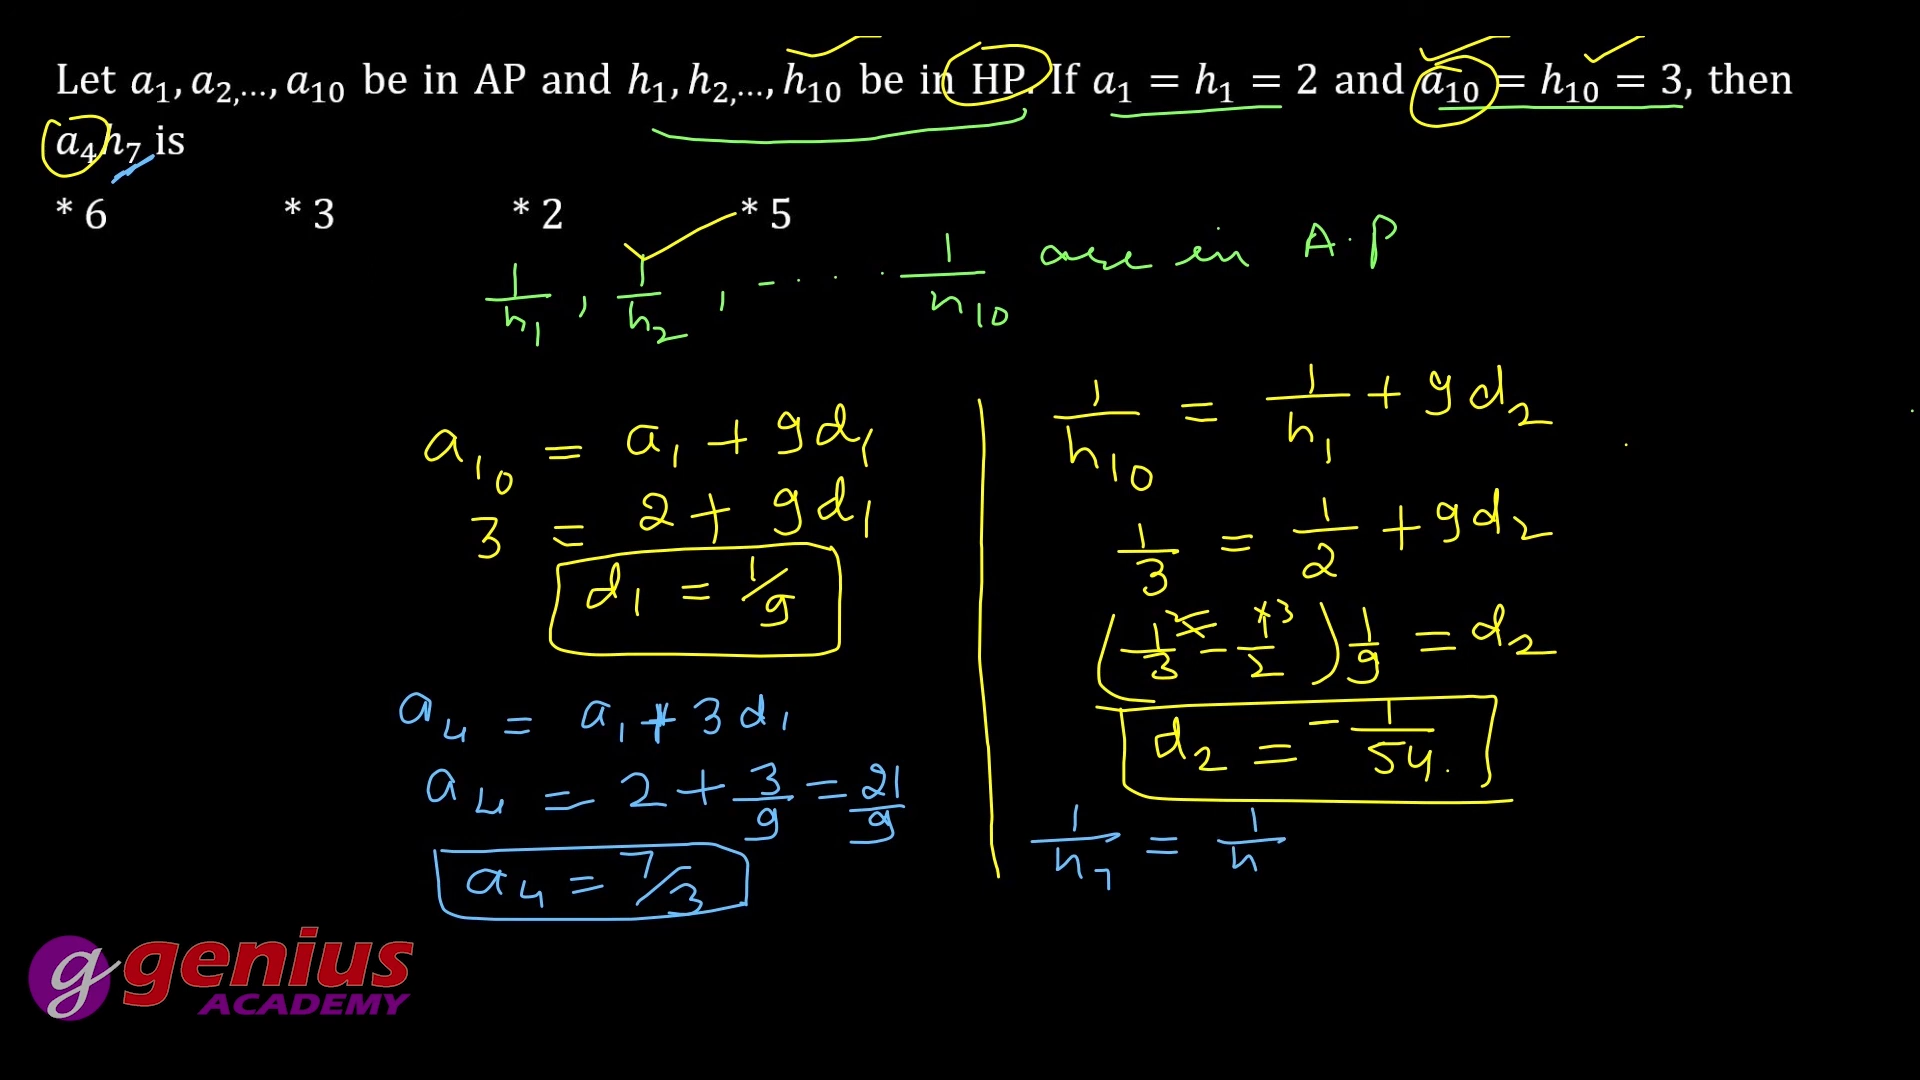 Let a₁, a₂,..., a₁₀ be in AP and h₁, h₂,..., h₁₀ be in HP. If a₁ = h₁ = 2 and a₁₀ = h₁₀ = 3, then
a₄h₇ is
* 6 * 3 * 2 * 5
1/h₁, 1/h₂, - . . . . 1/h₁₀ are in A.P
a₁₀ = a₁ + 9d₁
3 = 2 + 9d₁
d₁ = 1/9
a₄ = a₁ + 3d₁
a₄ = 2 + 3/9 = 21/9
a₄ = 7/3
1/h₁₀ = 1/h₁ + 9d₂
1/3 = 1/2 + 9d₂
(1/3 ×2 - 1/2 ×3) 1/9 = d₂
d₂ = -1/54.
1/h₇ = 1/h
g genius
ACADEMY